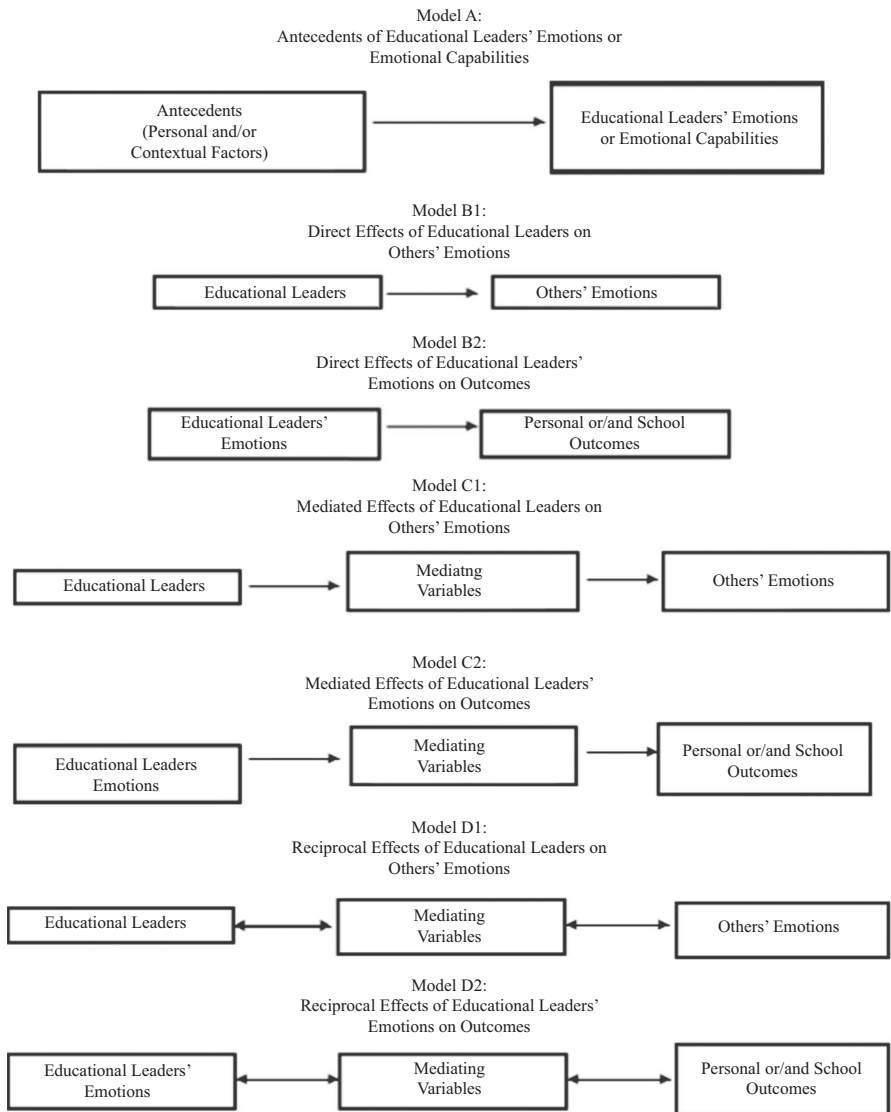 Model A:
Antecedents of Educational Leaders' Emotions or
Emotional Capabilities
Antecedents
(Personal and/or
Contextual Factors)
Educational Leaders' Emotions
or Emotional Capabilities
Model B1:
Direct Effects of Educational Leaders on
Others' Emotions
Educational Leaders
Others' Emotions
Model B2:
Direct Effects of Educational Leaders'
Emotions on Outcomes
Educational Leaders'
Emotions
Personal or/and School
Outcomes
Model C1:
Mediated Effects of Educational Leaders on
Others' Emotions
Educational Leaders
Mediatng
Variables
Others' Emotions
Model C2:
Mediated Effects of Educational Leaders'
Emotions on Outcomes
Educational Leaders
Emotions
Mediating
Variables
Personal or/and School
Outcomes
Model D1:
Reciprocal Effects of Educational Leaders on
Others' Emotions
Educational Leaders
Mediating
Variables
Others' Emotions
Model D2:
Reciprocal Effects of Educational Leaders'
Emotions on Outcomes
Educational Leaders'
Emotions
Mediating
Variables
Personal or/and School
Outcomes